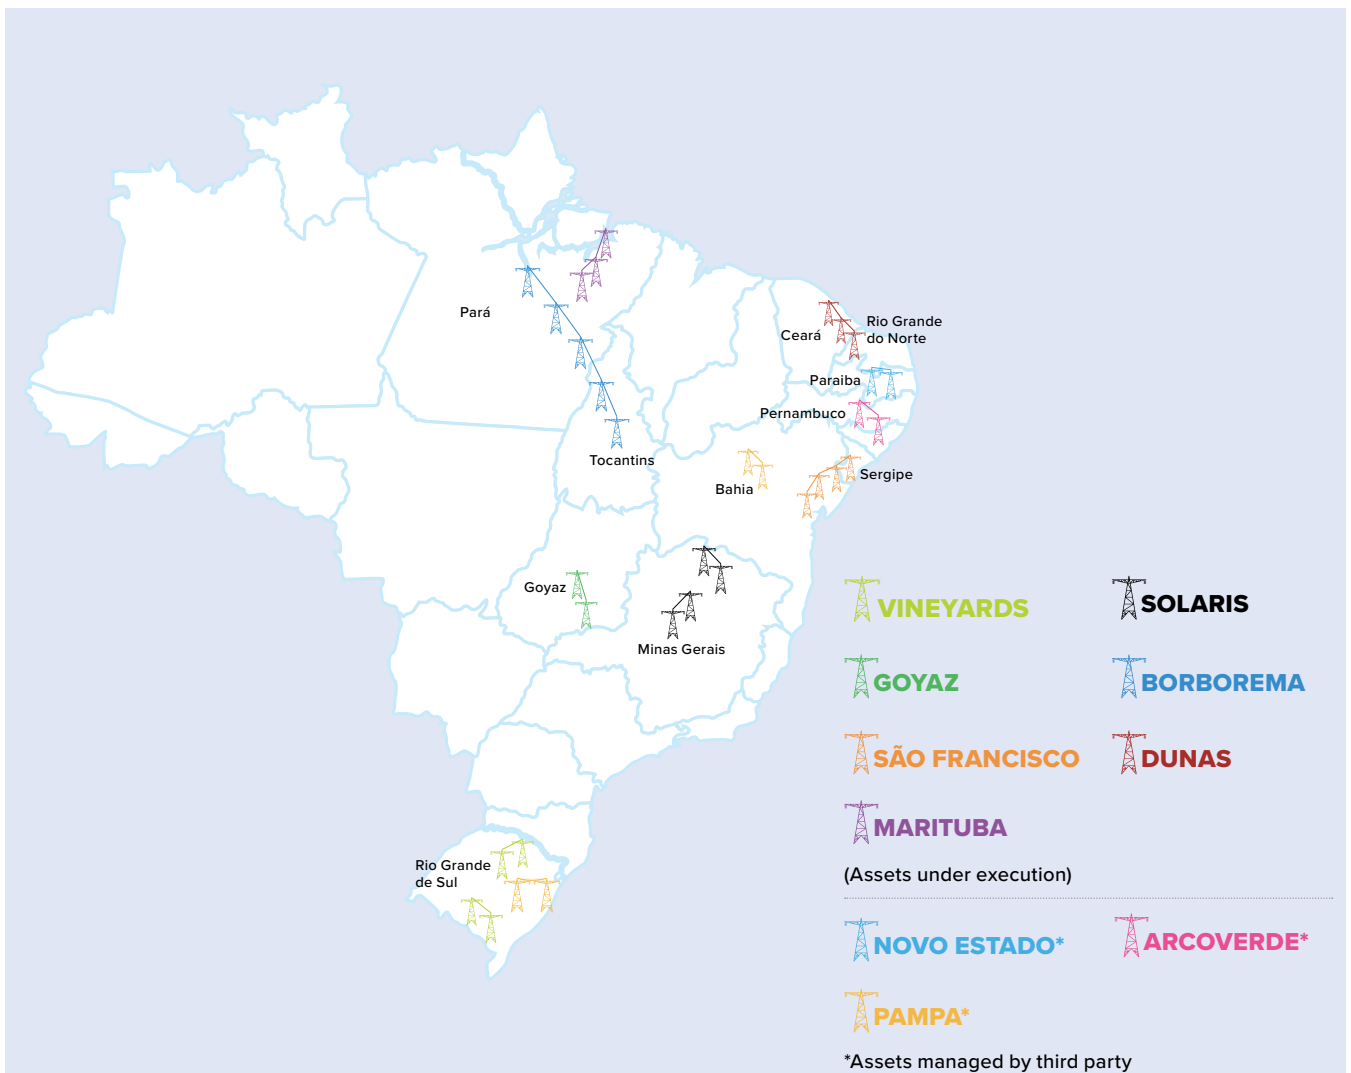 Pará
Ceará
Rio Grande
do Norte
Paraiba
Pernambuco
Tocantins
Bahia
Sergipe
Goyaz
Minas Gerais
Rio Grande
de Sul
VINEYARDS
SOLARIS
GOYAZ
BORBOREMA
SÃO FRANCISCO
DUNAS
MARITUBA
(Assets under execution)
NOVO ESTADO*
ARCOVERDE*
PAMPA*
*Assets managed by third party